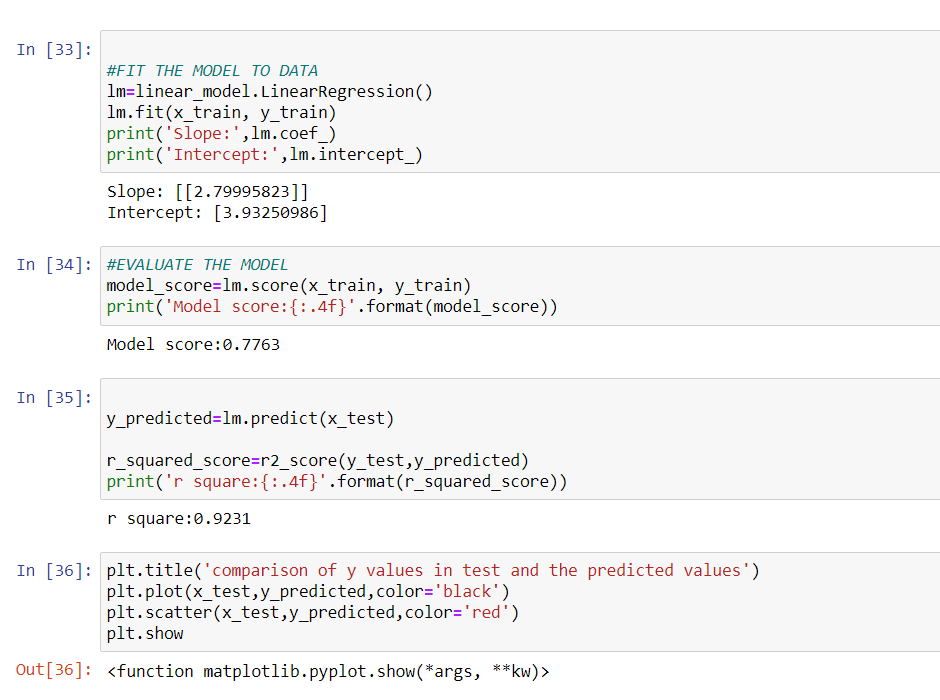 In [33]:
#FIT THE MODEL TO DATA
lm=linear_model.LinearRegression()
lm.fit(x_train, y_train)
print('Slope:',lm.coef_)
print('Intercept:',lm.intercept_)
Slope: [[2.79995823]]
Intercept: [3.93250986]
In [34]: #EVALUATE THE MODEL
model_score=lm.score(x_train, y_train)
print('Model score:{:.4f}'.format(model_score))
Model score:0.7763
In [35]:
y_predicted=lm.predict(x_test)
r_squared_score=r2_score(y_test,y_predicted)
print('r square:{:.4f}'.format(r_squared_score))
r square:0.9231
In [36]: plt.title('comparison of y values in test and the predicted values')
plt.plot(x_test,y_predicted,color='black')
plt.scatter(x_test,y_predicted,color='red')
plt.show
Out[36]: <function matplotlib.pyplot.show(*args, **kw)>